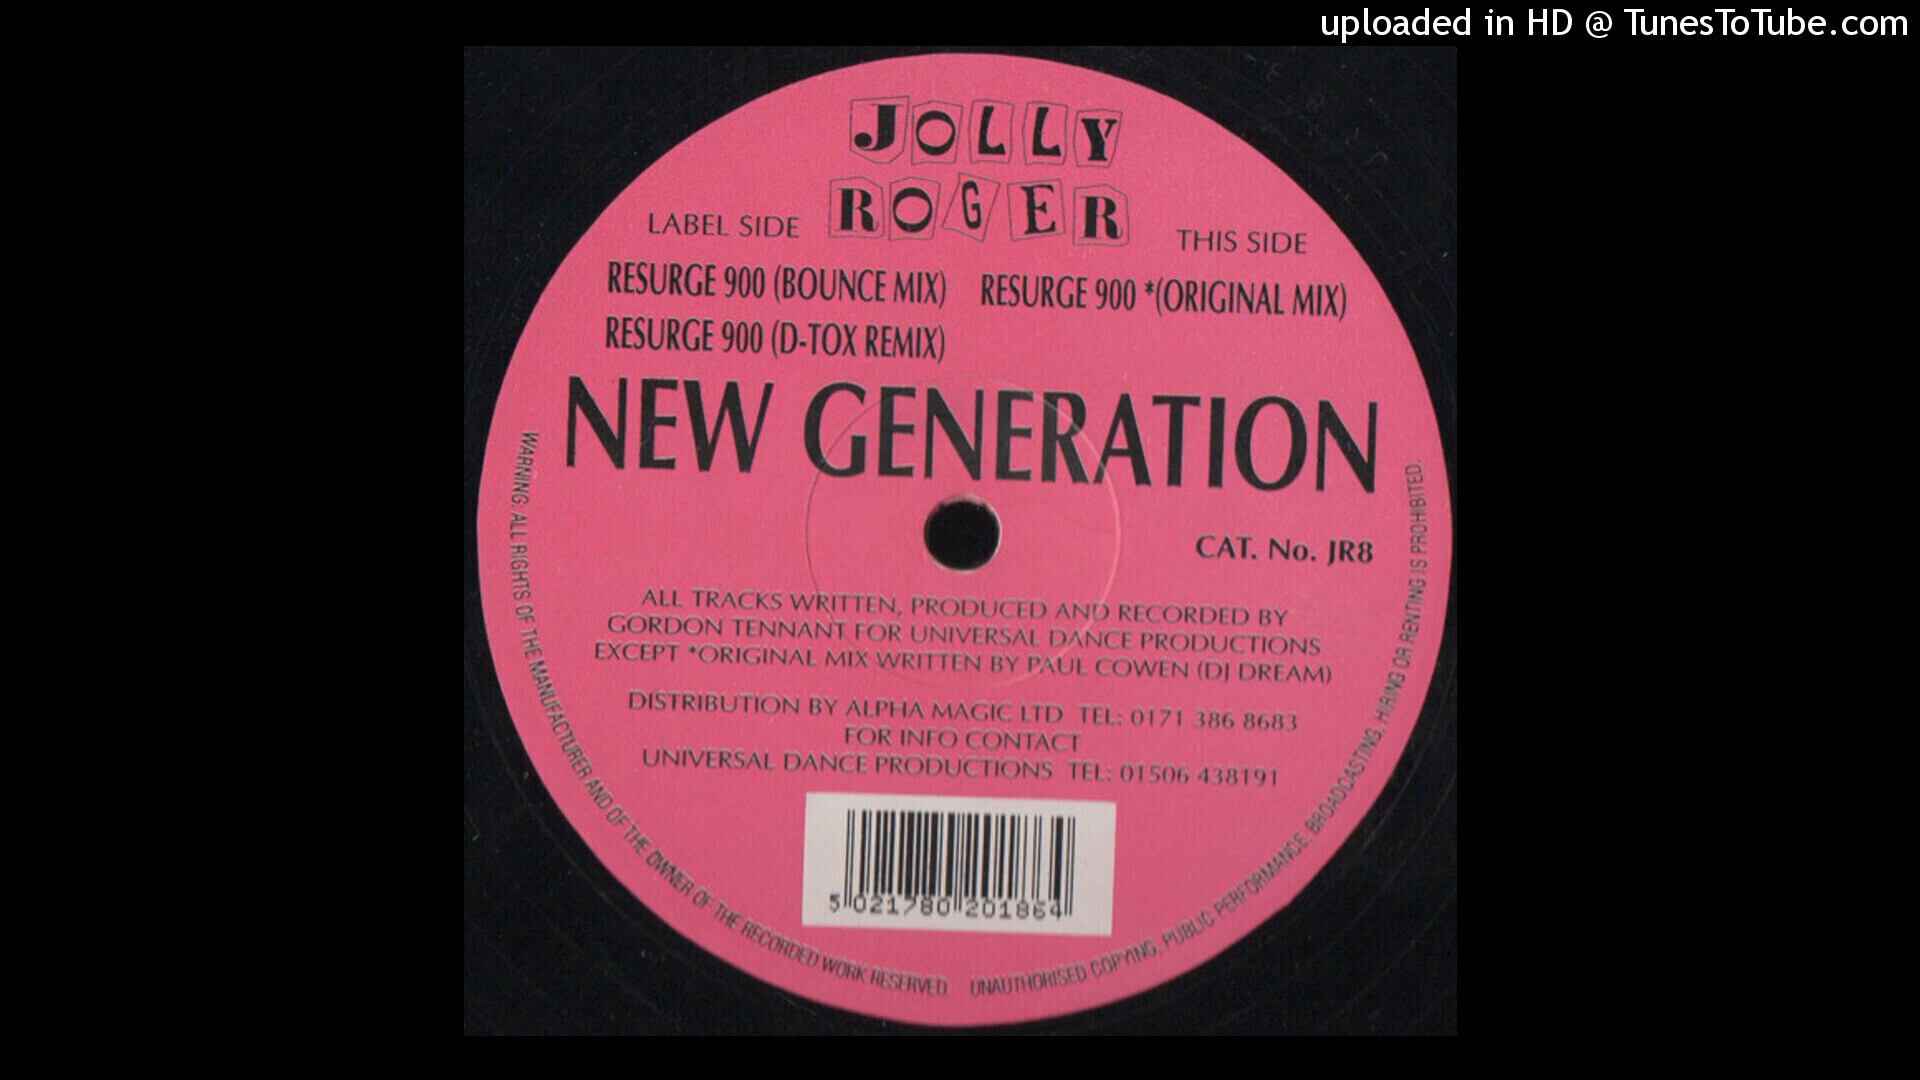 uploaded in HD @ TunesToTube.com
JOLLY
ROGER
LABEL SIDE
THIS SIDE
RESURGE 900 (BOUNCE MIX)
RESURGE 900 *(ORIGINAL MIX)
RESURGE 900 (D-TOX REMIX)
NEW GENERATION
CAT. No. JR8
ALL TRACKS WRITTEN, PRODUCED AND RECORDED BY
GORDON TENNANT FOR UNIVERSAL DANCE PRODUCTIONS
EXCEPT *ORIGINAL MIX WRITTEN BY PAUL COWEN (DJ DREAM)
DISTRIBUTION BY ALPHA MAGIC LTD TEL: 0171 386 8683
FOR INFO CONTACT
UNIVERSAL DANCE PRODUCTIONS TEL: 01506 438191
5 021780 201864
WARNING: ALL RIGHTS OF THE MANUFACTURER AND OF THE OWNER OF THE RECORDED WORK RESERVED
UNAUTHORISED COPYING, PUBLIC PERFORMANCE, BROADCASTING, HIRING OR RENTING IS PROHIBITED.